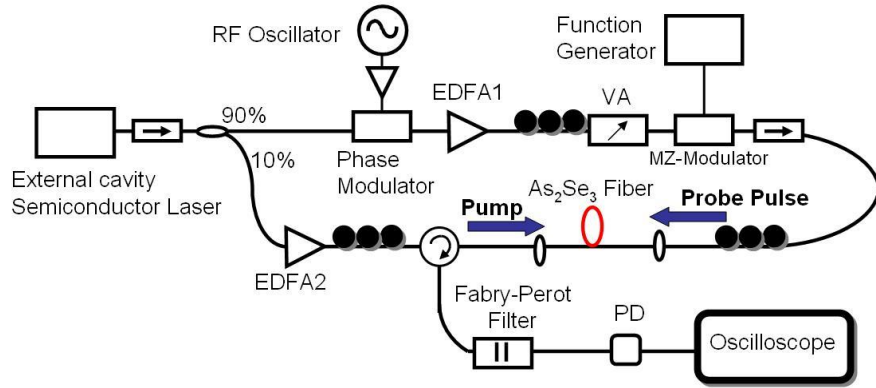 RF Oscillator
Function
Generator
EDFA1
VA
90%
10%
Phase
Modulator
MZ-Modulator
External cavity
Semiconductor Laser
As2Se3 Fiber
Pump
Probe Pulse
EDFA2
Fabry-Perot
Filter
PD
Oscilloscope